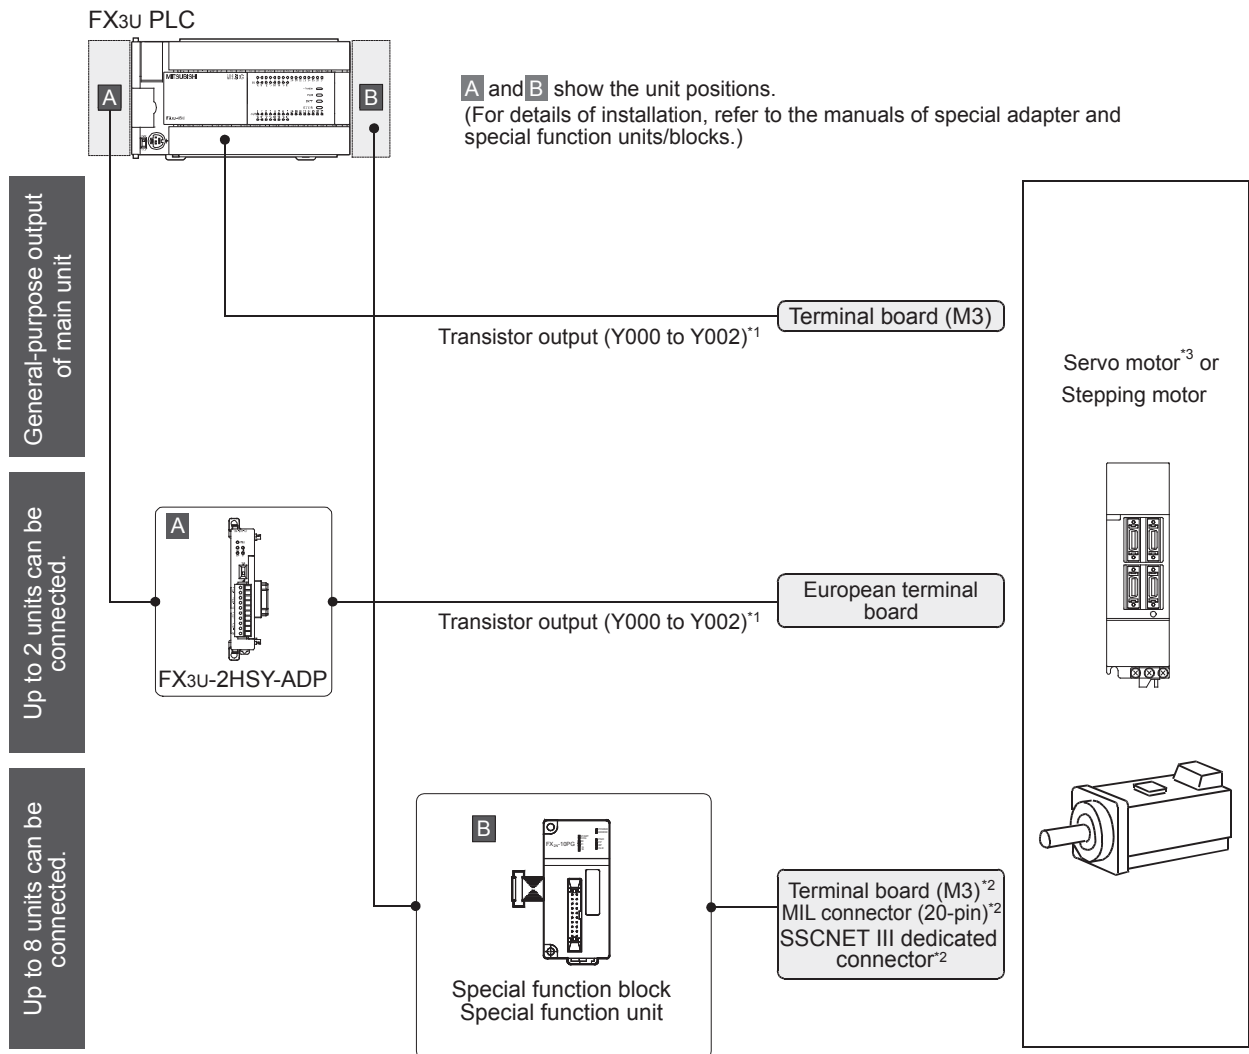 FX3U PLC
MITSUBISHI
A
B
A and B show the unit positions.
(For details of installation, refer to the manuals of special adapter and
special function units/blocks.)
General-purpose output
of main unit
Transistor output (Y000 to Y002)*1
Terminal board (M3)
Servo motor*3 or
Stepping motor
Up to 2 units can be
connected.
A
FX3U-2HSY-ADP
Transistor output (Y000 to Y002)*1
European terminal
board
Up to 8 units can be
connected.
B
FX2N-10PG
Special function block
Special function unit
Terminal board (M3)*2
MIL connector (20-pin)*2
SSCNET III dedicated
connector*2